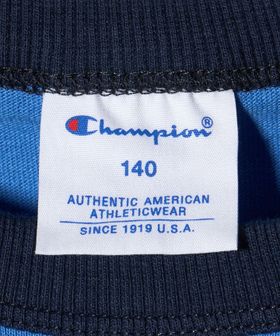 Champion®
140
AUTHENTIC AMERICAN
ATHLETICWEAR
SINCE 1919 U.S.A.